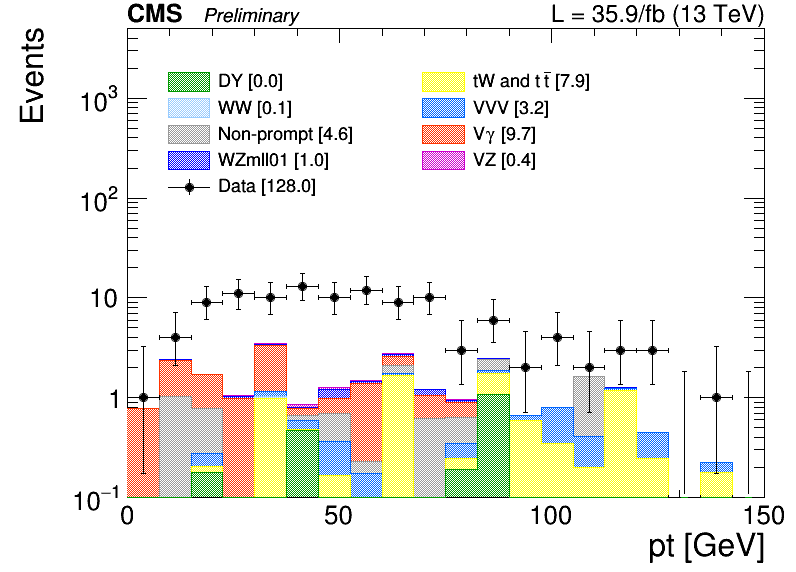 CMS Preliminary L = 35.9/fb (13 TeV)
Events
DY [0.0]
WW [0.1]
Non-prompt [4.6]
WZmll01 [1.0]
Data [128.0]
tW and tt̄ [7.9]
VVV [3.2]
Vγ [9.7]
VZ [0.4]
10³
10²
10
1
10⁻¹
0 50 100 150
pt [GeV]